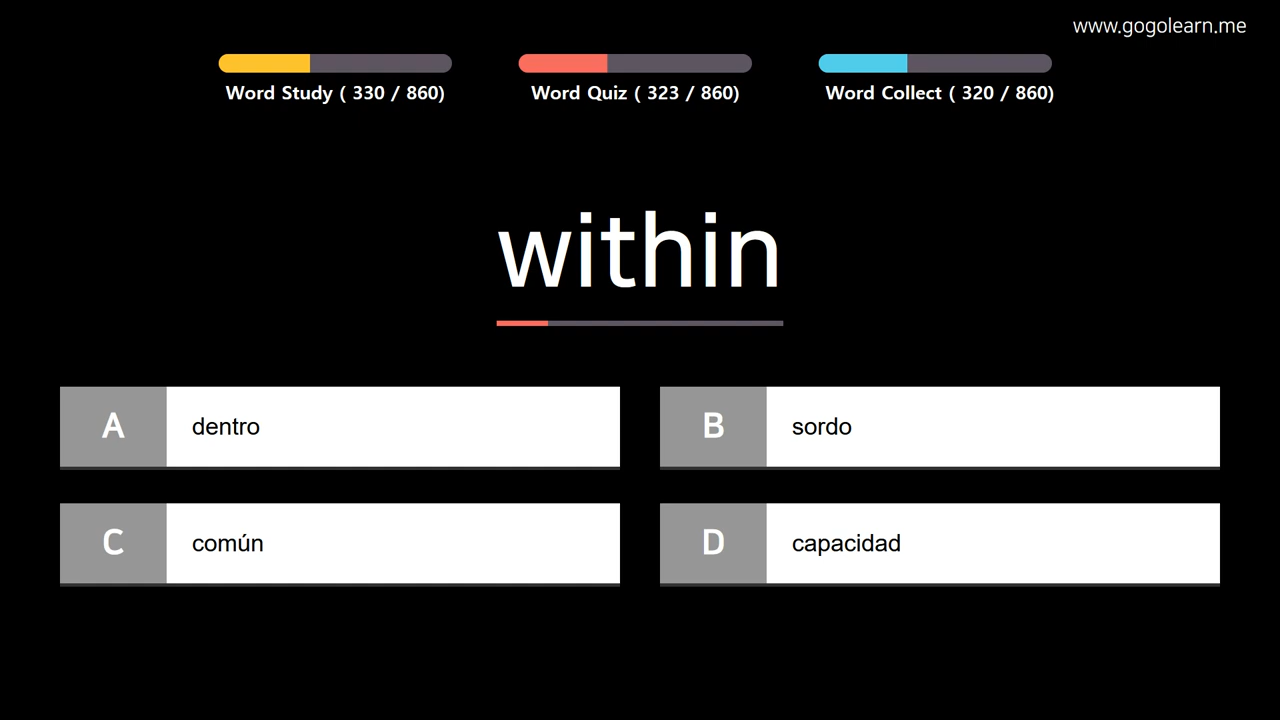 www.gogolearn.me
Word Study ( 330 / 860)
Word Quiz ( 323 / 860)
Word Collect ( 320 / 860)
within
A dentro
B sordo
C común
D capacidad